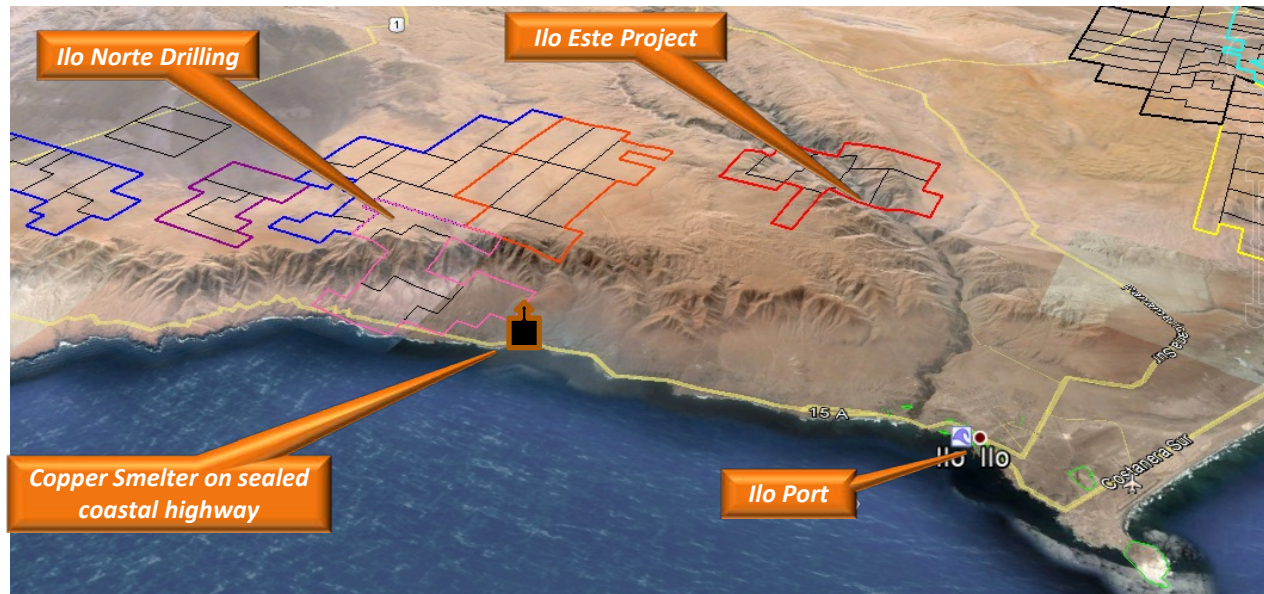 1
Ilo Norte Drilling
Ilo Este Project
Copper Smelter on sealed
coastal highway
15 A
Ilo Ilo
Ilo Port
Costanera Sur